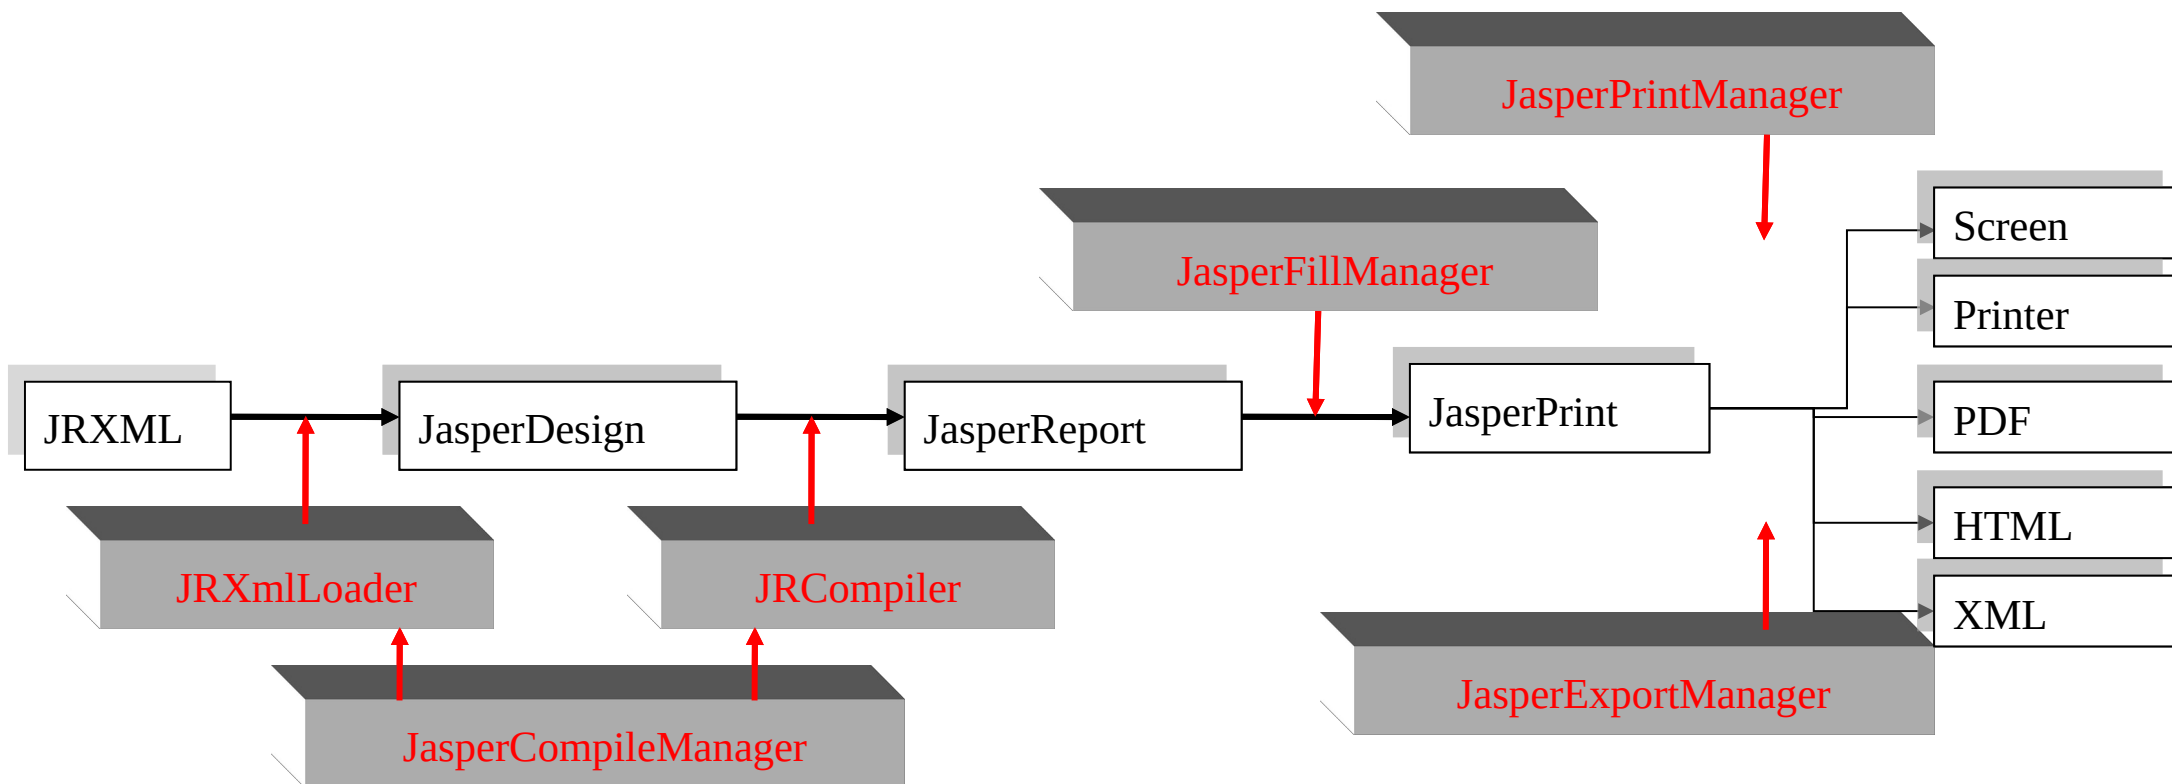 JasperPrintManager
JasperFillManager
Screen
Printer
JRXML
JasperDesign
JasperReport
JasperPrint
PDF
HTML
XML
JRXmlLoader
JRCompiler
JasperExportManager
JasperCompileManager